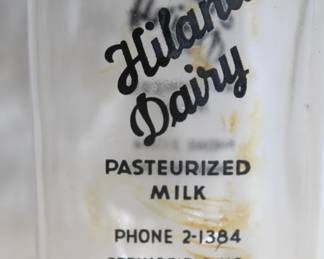 Hiland
Dairy
PASTEURIZED
MILK
PHONE 2-1384